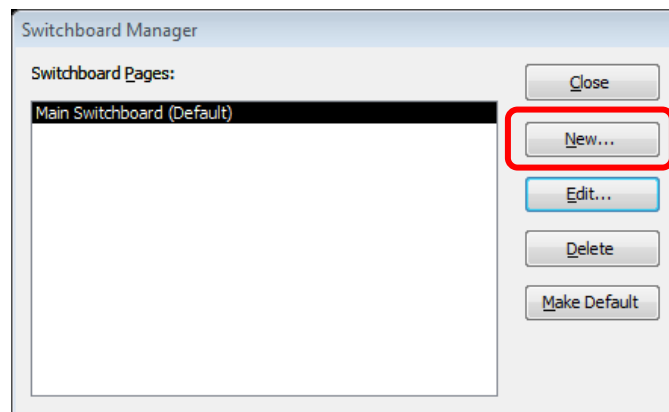 Switchboard Manager
Switchboard Pages:
Main Switchboard (Default)
Close
New...
Edit...
Delete
Make Default